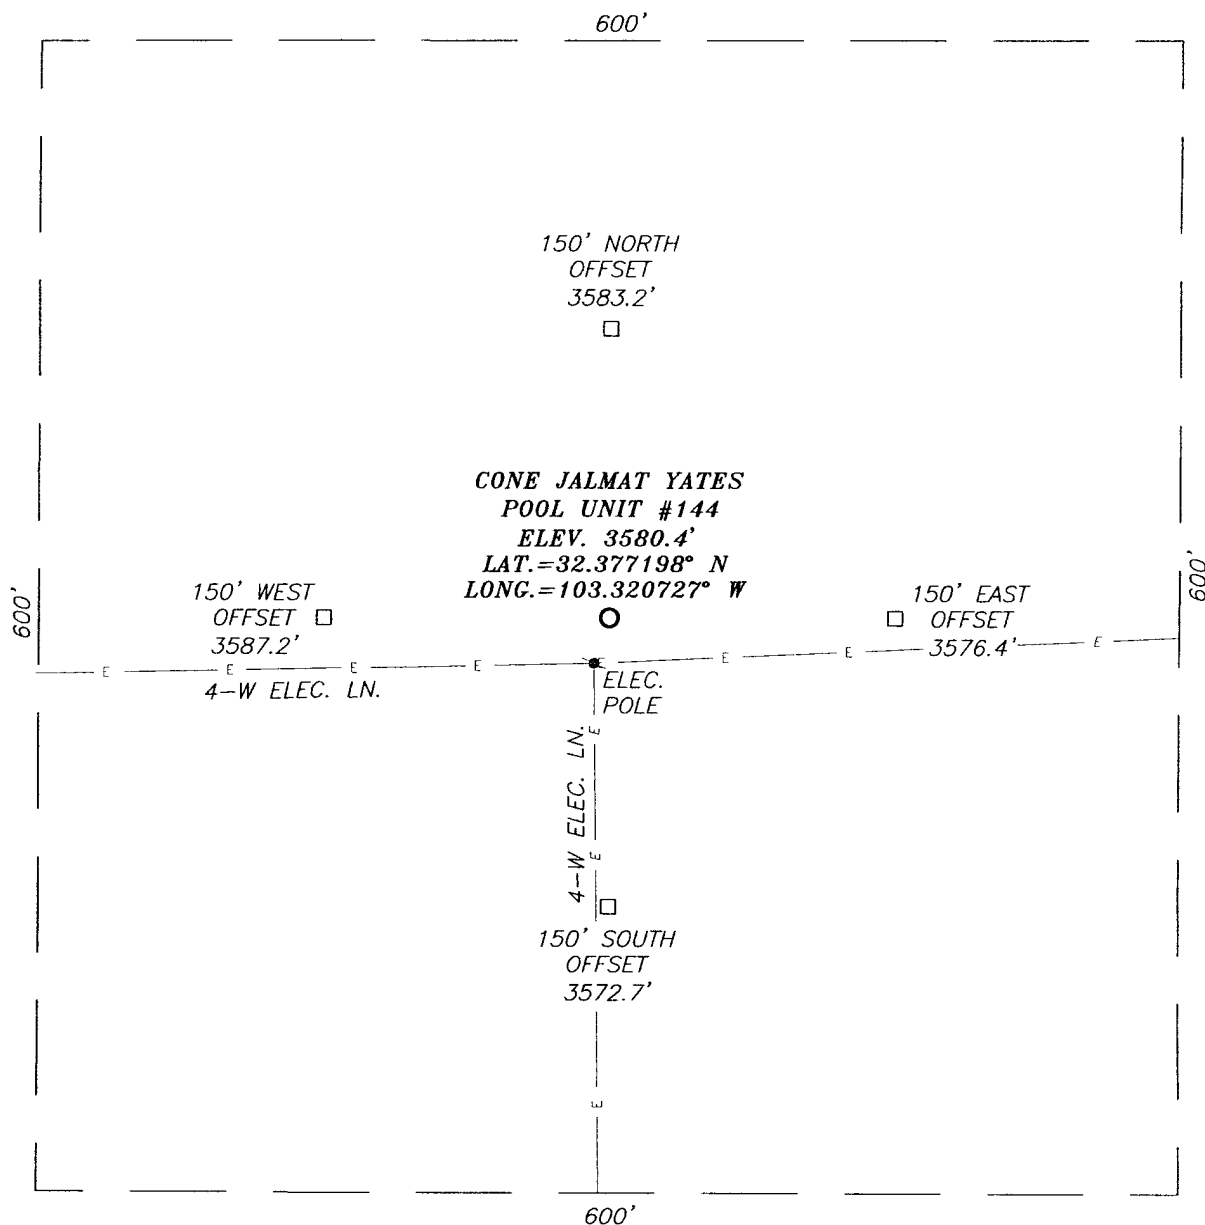 600'
150' NORTH
OFFSET
3583.2'
CONE JALMAT YATES
POOL UNIT #144
ELEV. 3580.4'
LAT.=32.377198° N
LONG.=103.320727° W
600'
150' WEST
OFFSET
3587.2'
150' EAST
OFFSET
3576.4'
600'
E E E E E E E E
4-W ELEC. LN.
ELEC.
POLE
4-W ELEC. LN.
E
E
150' SOUTH
OFFSET
3572.7'
E
600'